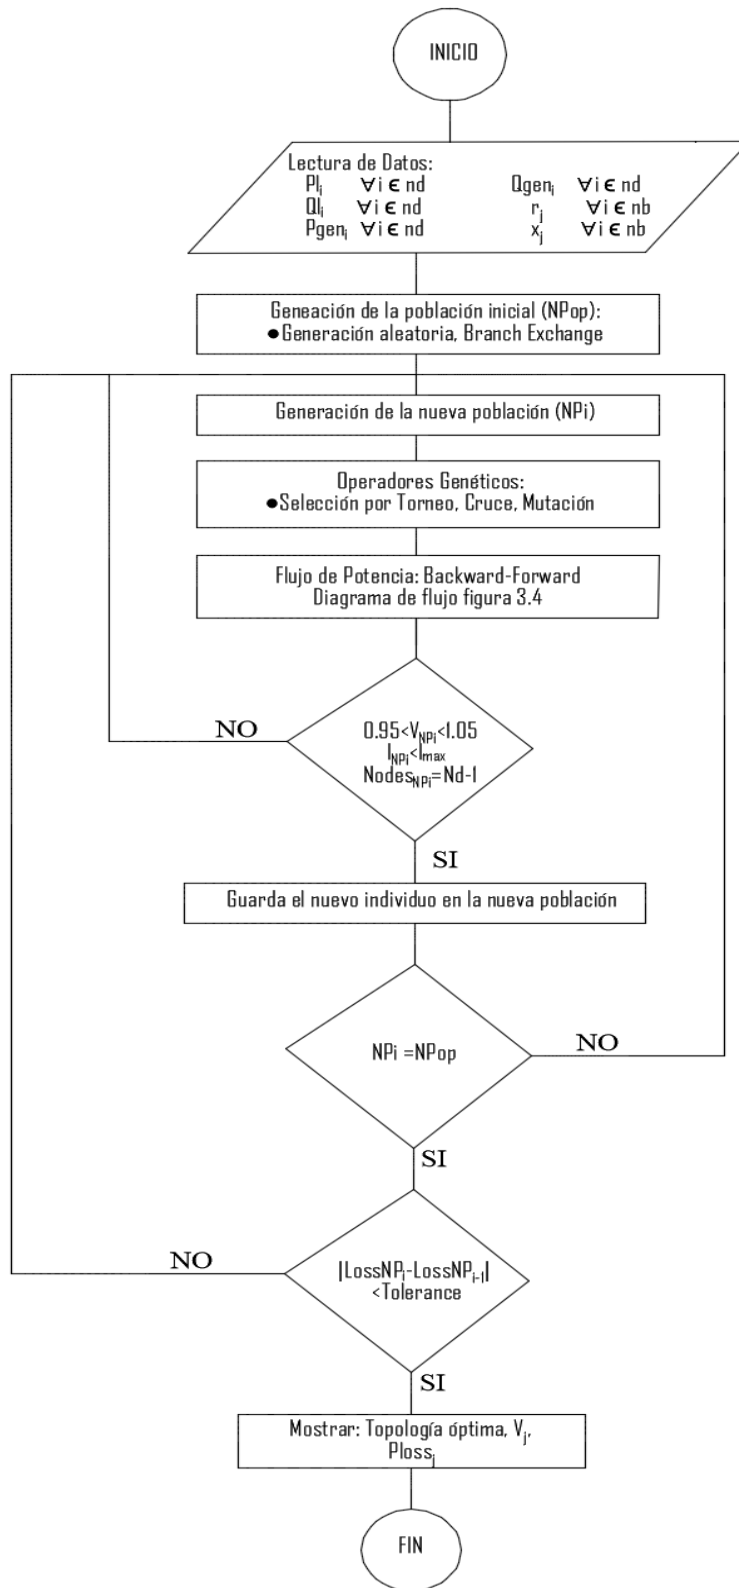 INICIO
Lectura de Datos:
Pl_i ∀i ϵ nd
Ql_i ∀i ϵ nd
Pgen_i ∀i ϵ nd
Qgen_i ∀i ϵ nd
r_j ∀i ϵ nb
x_j ∀i ϵ nb
Geneación de la población inicial (NPop):
●Generación aleatoria, Branch Exchange
Generación de la nueva población (NPi)
Operadores Genéticos:
●Selección por Torneo, Cruce, Mutación
Flujo de Potencia: Backward-Forward
Diagrama de flujo figura 3.4
NO
0.95<V_NPi<1.05
I_NPi<I_max
Nodes_NPi=Nd-1
SI
Guarda el nuevo individuo en la nueva población
NPi =NPop
NO
SI
NO
|LossNP_i-LossNP_i-1|
<Tolerance
SI
Mostrar: Topología óptima, V_j,
Ploss_j
FIN